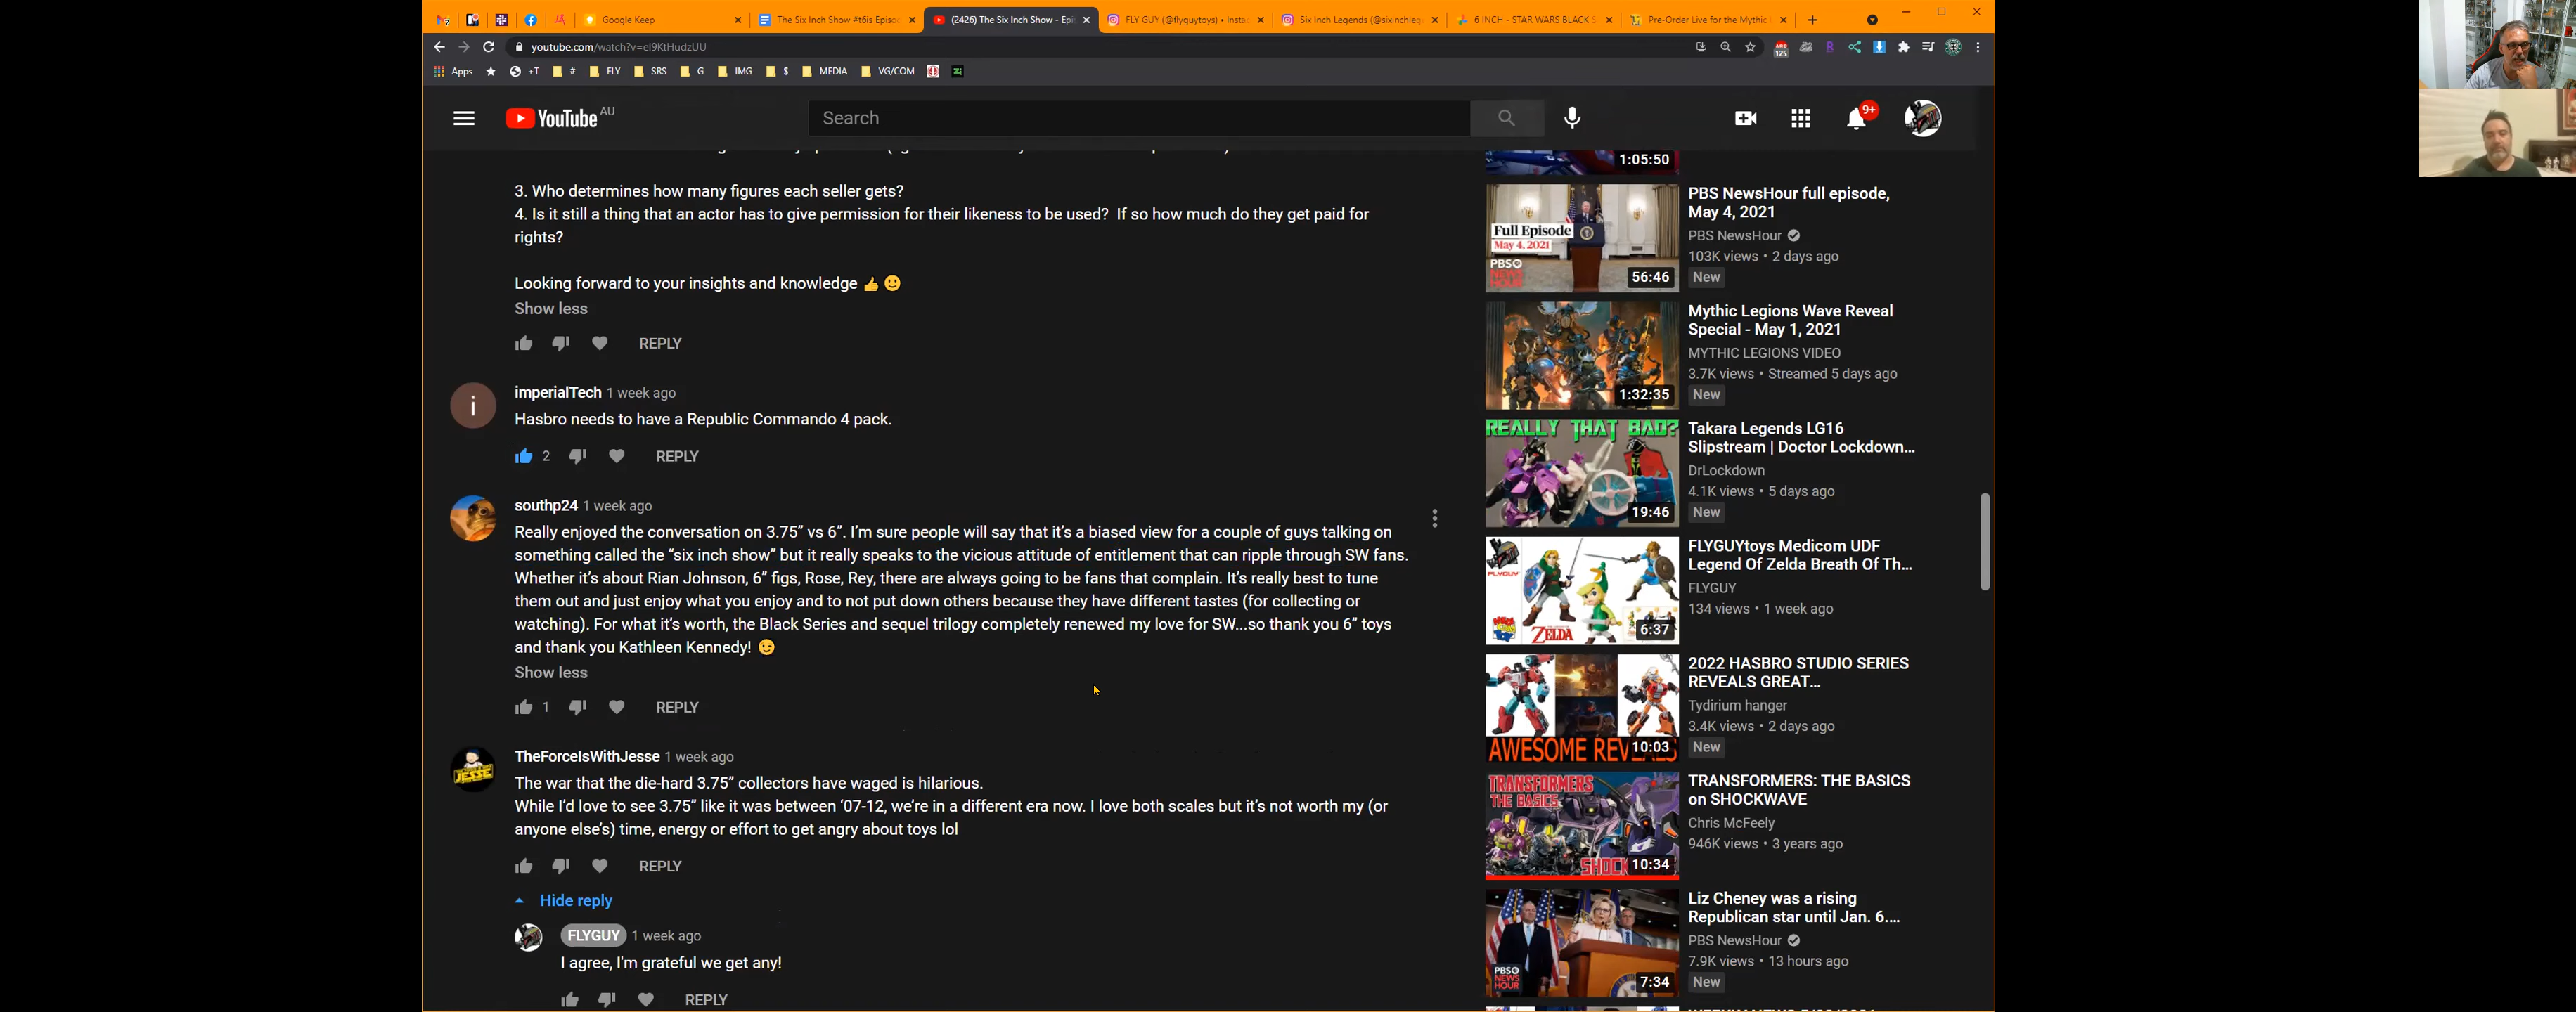 Google Keep
The Six Inch Show #t6is Episo
(2426) The Six Inch Show - Epi
FLY GUY (@flyguytoys) • Insta
Six Inch Legends (@sixinchleg
6 INCH - STAR WARS BLACK S
Pre-Order Live for the Mythic
youtube.com/watch?v=eI9KtHudzUU
Apps
+T
#
FLY
SRS
G
IMG
$
MEDIA
VG/COM
YouTube AU
Search
9+
3. Who determines how many figures each seller gets?
4. Is it still a thing that an actor has to give permission for their likeness to be used? If so how much do they get paid for
rights?
Looking forward to your insights and knowledge 👍 🙂
Show less
REPLY
i
imperialTech 1 week ago
Hasbro needs to have a Republic Commando 4 pack.
2 REPLY
southp24 1 week ago
Really enjoyed the conversation on 3.75” vs 6”. I’m sure people will say that it’s a biased view for a couple of guys talking on
something called the “six inch show” but it really speaks to the vicious attitude of entitlement that can ripple through SW fans.
Whether it’s about Rian Johnson, 6” figs, Rose, Rey, there are always going to be fans that complain. It’s really best to tune
them out and just enjoy what you enjoy and to not put down others because they have different tastes (for collecting or
watching). For what it’s worth, the Black Series and sequel trilogy completely renewed my love for SW...so thank you 6” toys
and thank you Kathleen Kennedy! 😉
Show less
1 REPLY
TheForceIsWithJesse 1 week ago
JESSE
The war that the die-hard 3.75” collectors have waged is hilarious.
While I’d love to see 3.75” like it was between ‘07-12, we’re in a different era now. I love both scales but it’s not worth my (or
anyone else’s) time, energy or effort to get angry about toys lol
REPLY
Hide reply
FLYGUY 1 week ago
I agree, I'm grateful we get any!
REPLY
1:05:50
Full Episode
May 4, 2021
PBS
NEWS
HOUR
56:46
PBS NewsHour full episode,
May 4, 2021
PBS NewsHour
103K views • 2 days ago
New
1:32:35
Mythic Legions Wave Reveal
Special - May 1, 2021
MYTHIC LEGIONS VIDEO
3.7K views • Streamed 5 days ago
New
REALLY THAT BAD?
19:46
Takara Legends LG16
Slipstream | Doctor Lockdown...
DrLockdown
4.1K views • 5 days ago
New
FLYGUY
ZELDA
6:37
FLYGUYtoys Medicom UDF
Legend Of Zelda Breath Of Th...
FLYGUY
134 views • 1 week ago
AWESOME REVEALS
10:03
2022 HASBRO STUDIO SERIES
REVEALS GREAT...
Tydirium hanger
3.4K views • 2 days ago
New
TRANSFORMERS
THE BASICS
SHOCK
10:34
TRANSFORMERS: THE BASICS
on SHOCKWAVE
Chris McFeely
946K views • 3 years ago
PBS
NEWS
HOUR
7:34
Liz Cheney was a rising
Republican star until Jan. 6....
PBS NewsHour
7.9K views • 13 hours ago
New